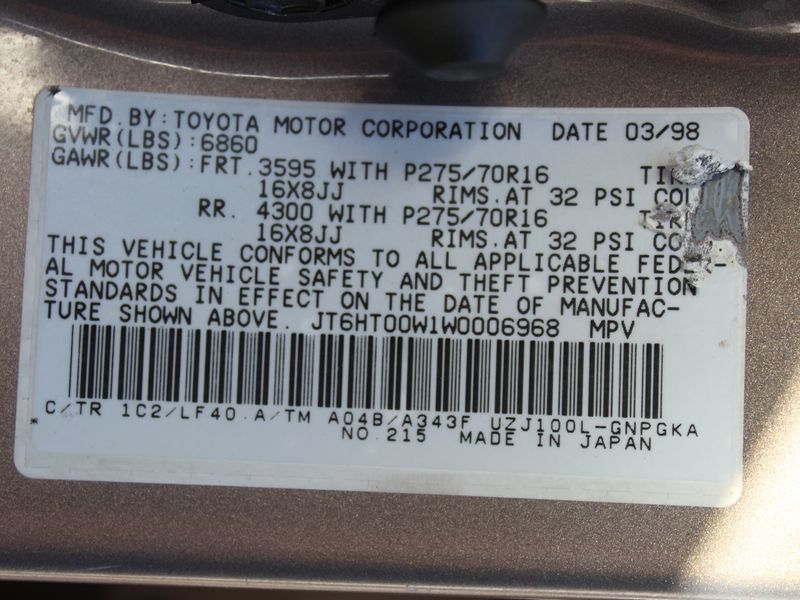 MFD.BY:TOYOTA MOTOR CORPORATION DATE 03/98
GVWR(LBS):6860
GAWR(LBS):FRT.3595 WITH P275/70R16
16X8JJ RIMS.AT 32 PSI
RR. 4300 WITH P275/70R16
16X8JJ RIMS.AT 32 PSI
THIS VEHICLE CONFORMS TO ALL APPLICABLE FEDER-
AL MOTOR VEHICLE SAFETY AND THEFT PREVENTION
STANDARDS IN EFFECT ON THE DATE OF MANUFAC-
TURE SHOWN ABOVE. JT6HT00W1W0006968 MPV
C/TR 1C2/LF40.A/TM A04B/A343F UZJ100L-GNPGKA
NO.215 MADE IN JAPAN